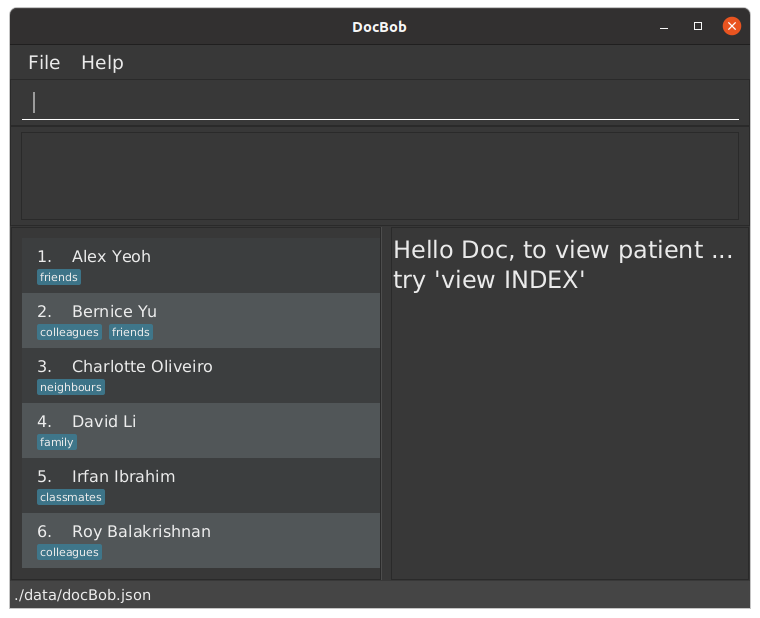 DocBob
File Help
1. Alex Yeoh
friends
2. Bernice Yu
colleagues friends
3. Charlotte Oliveiro
neighbours
4. David Li
family
5. Irfan Ibrahim
classmates
6. Roy Balakrishnan
colleagues
Hello Doc, to view patient ...
try 'view INDEX'
./data/docBob.json